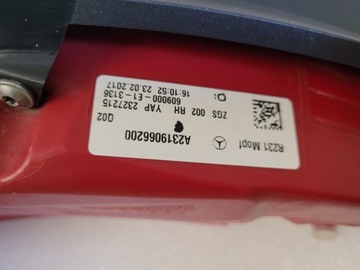 R231 Mopf
A2319066200
Q02
ZGS 002 RH YAP 2327215
609000-E1-3136
16:10:52 23.02.2017